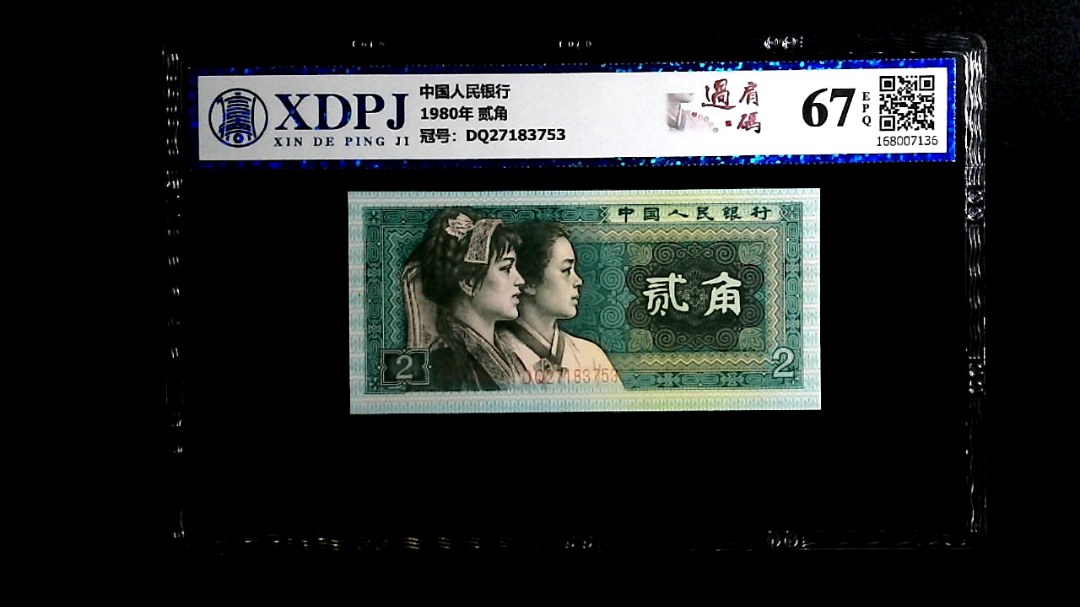 XDPJ
XIN DE PING JI
中国人民银行
1980年 贰角
冠号: DQ27183753
過肩碼
67
EPQ
168007136
中国人民银行
贰角
2
2
DQ27183753